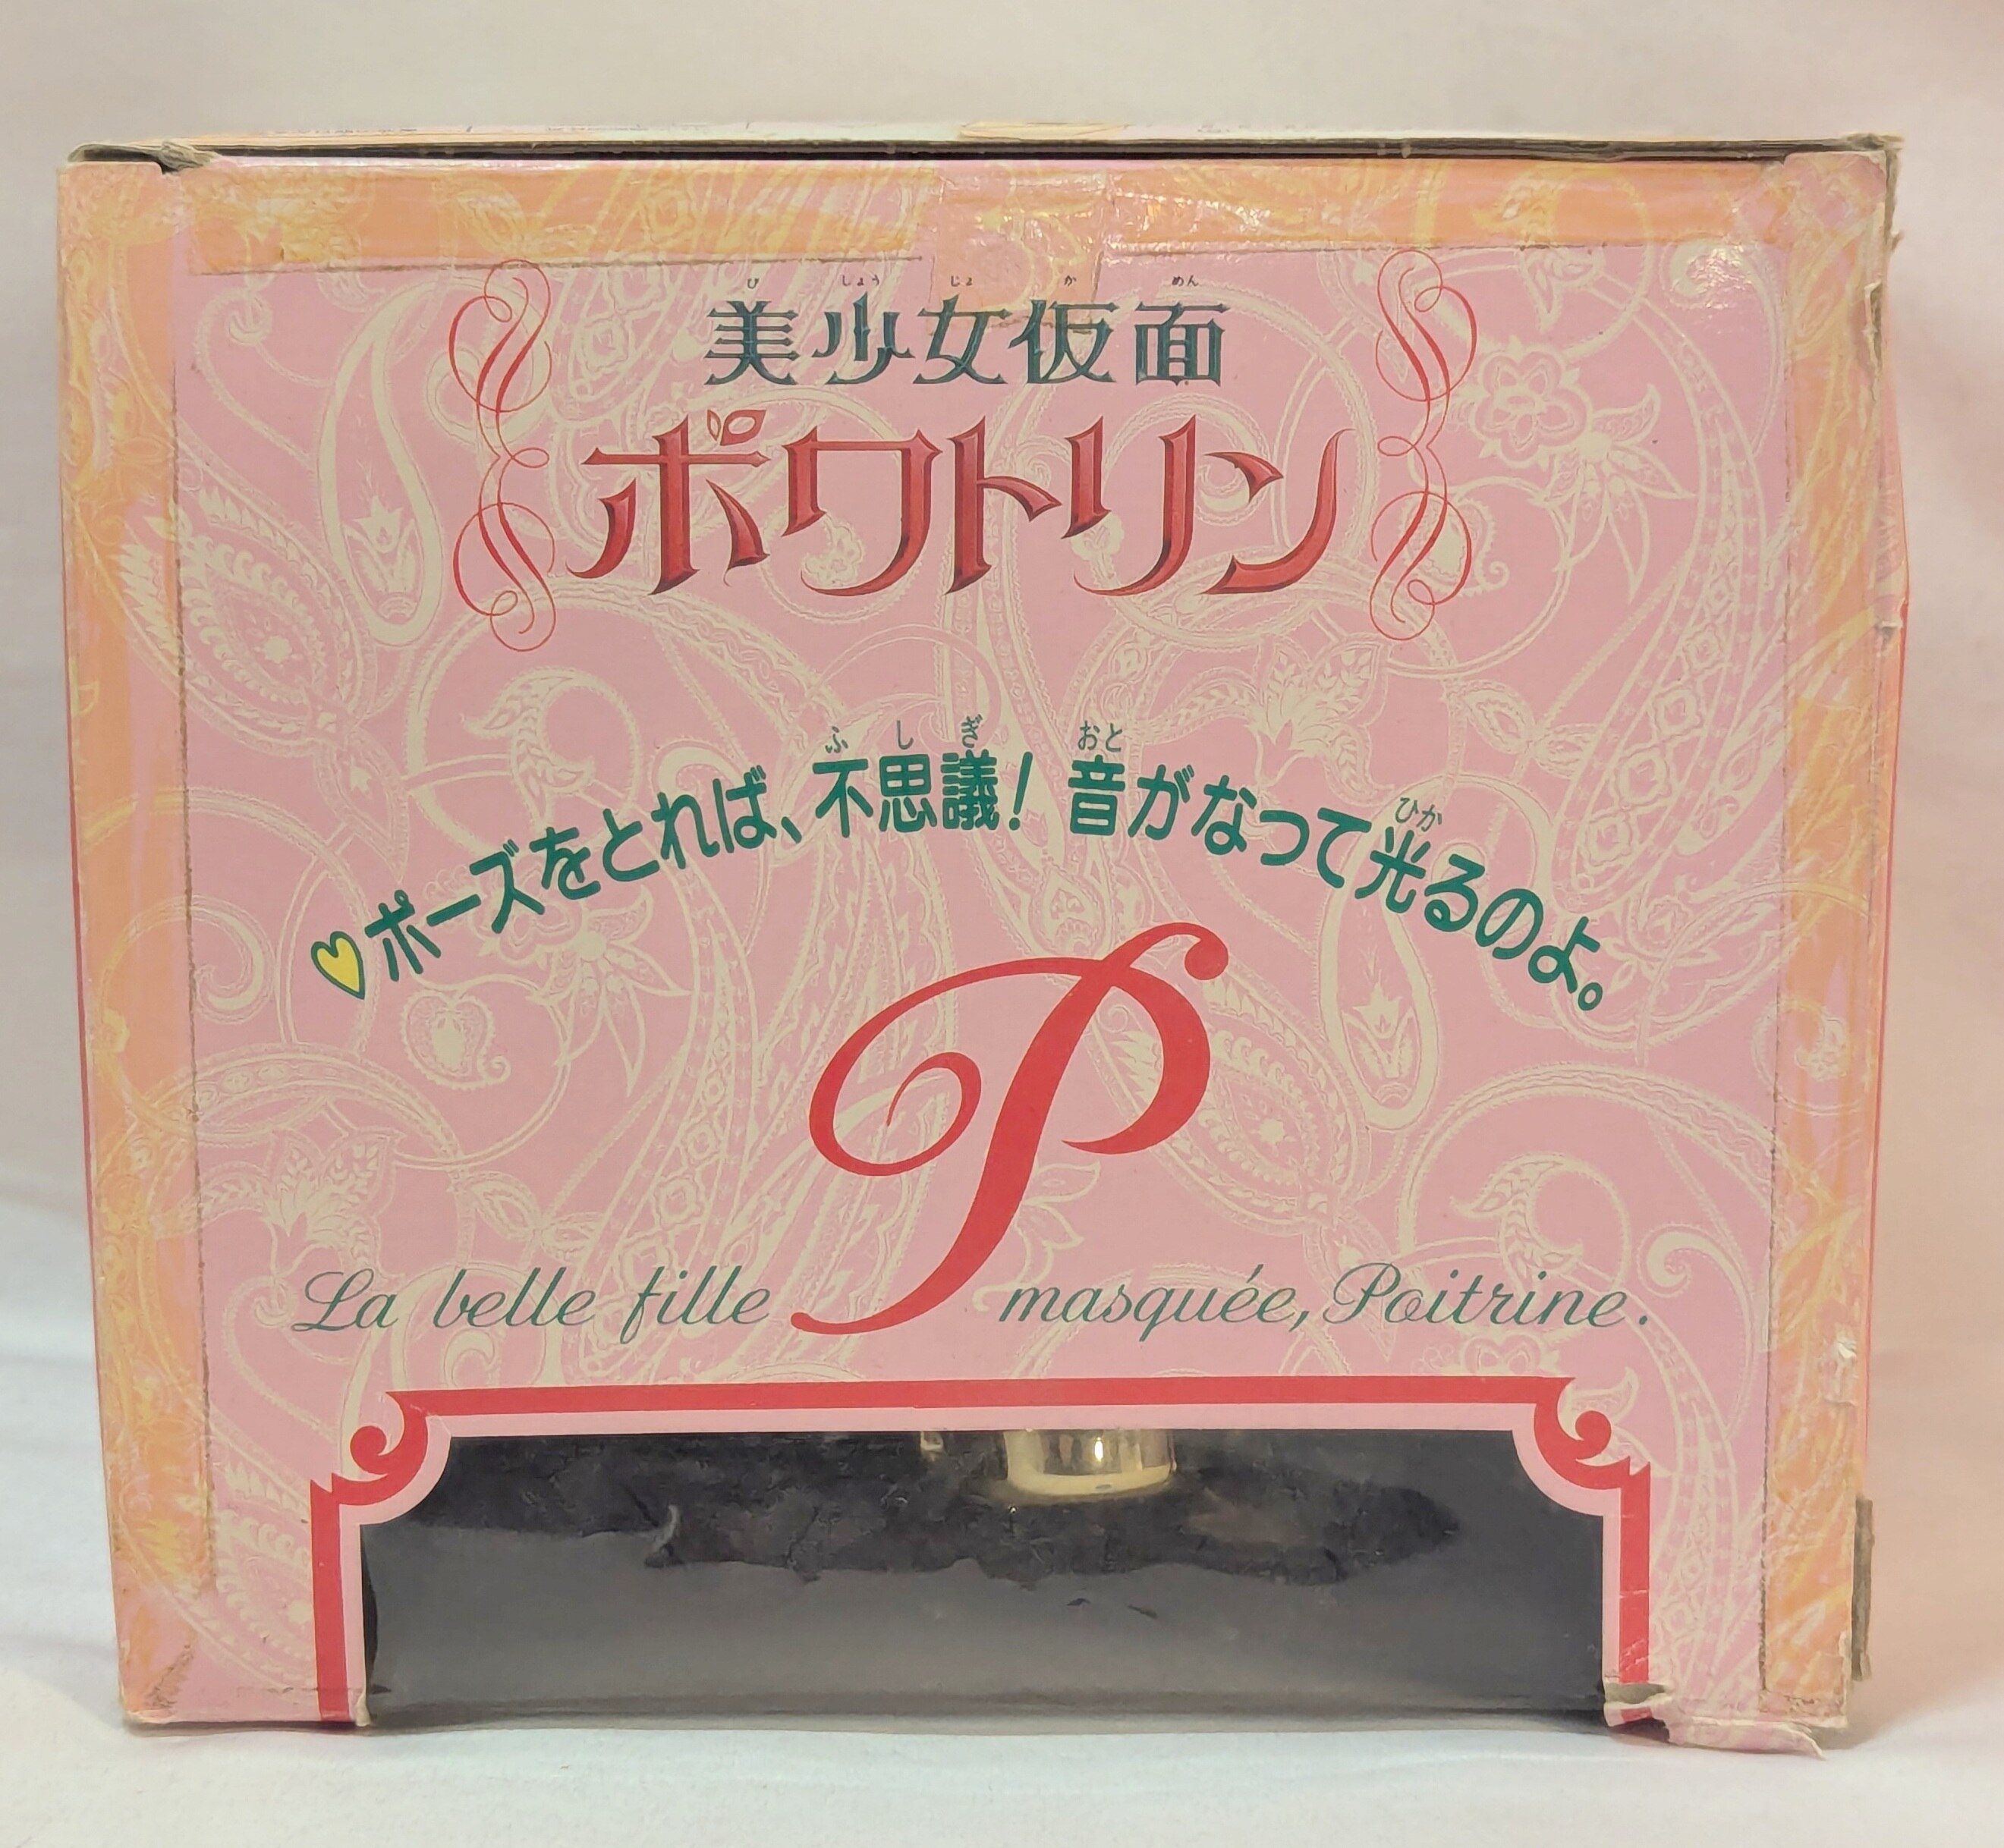 美少女仮面
ポワトリン
ポーズをとれば、不思議！音がなって光るのよ。
P
La belle fille masquée, Poitrine.